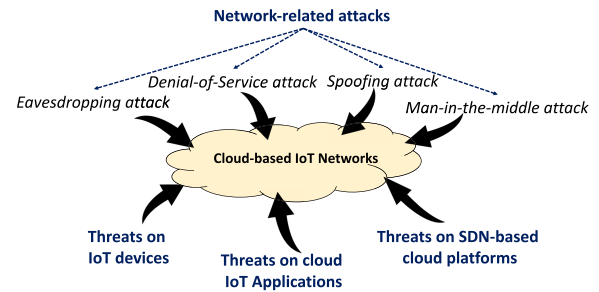 Network-related attacks
Denial-of-Service attack
Spoofing attack
Eavesdropping attack
Man-in-the-middle attack
Cloud-based IoT Networks
Threats on
IoT devices
Threats on cloud
IoT Applications
Threats on SDN-based
cloud platforms